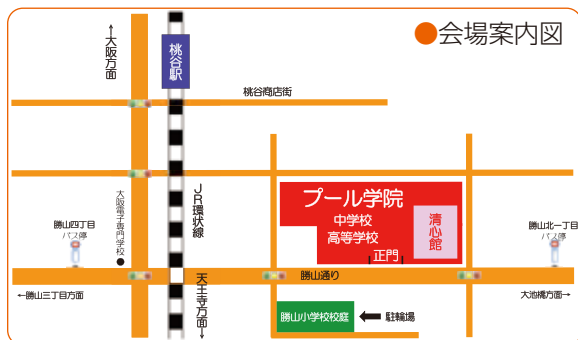 ●会場案内図
←大阪方面
桃谷駅
桃谷商店街
JR環状線
大阪電子専門学校●
プール学院
中学校
高等学校
清心館
正門
勝山四丁目
バス停
勝山北一丁目
バス停
勝山通り
←勝山三丁目方面
天王寺方面→
大池橋方面→
勝山小学校校庭
← 駐輪場